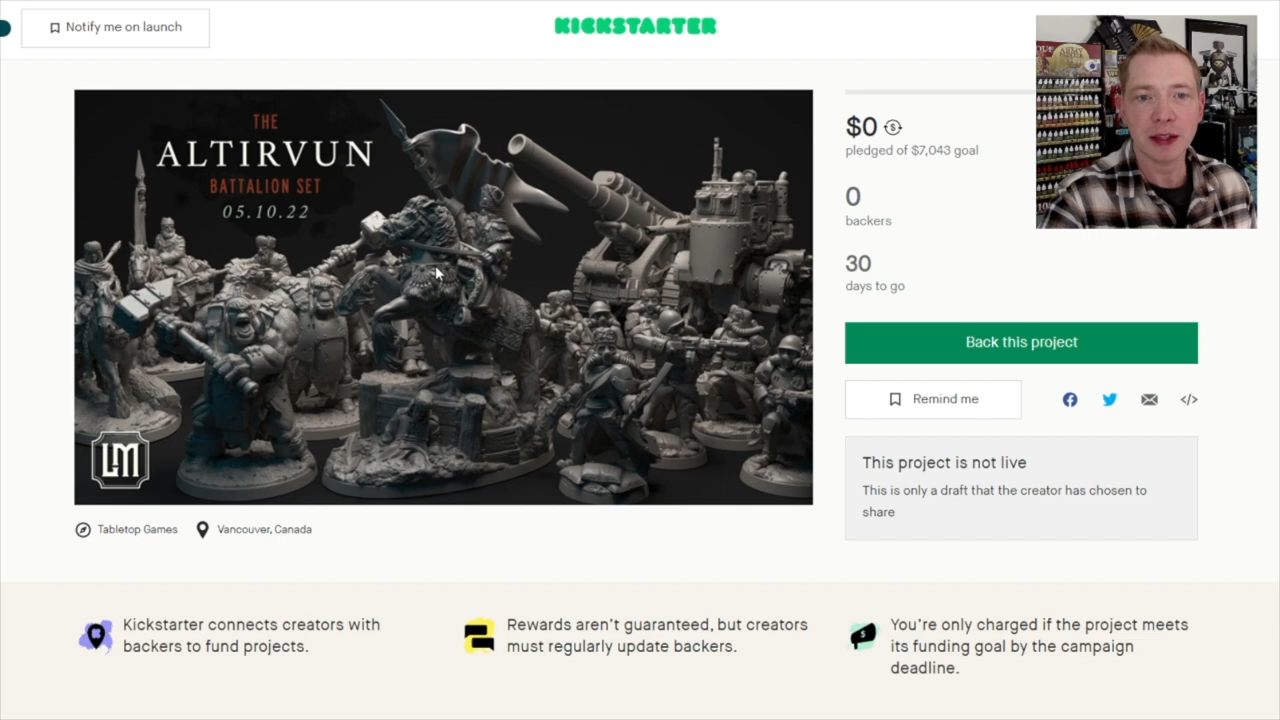 Notify me on launch
KICKSTARTER
THE
ALTIRVUN
BATTALION SET
05.10.22
LM
$0
pledged of $7,043 goal
0
backers
30
days to go
Back this project
Remind me
This project is not live
This is only a draft that the creator has chosen to
share
Tabletop Games
Vancouver, Canada
Kickstarter connects creators with
backers to fund projects.
Rewards aren't guaranteed, but creators
must regularly update backers.
You're only charged if the project meets
its funding goal by the campaign
deadline.